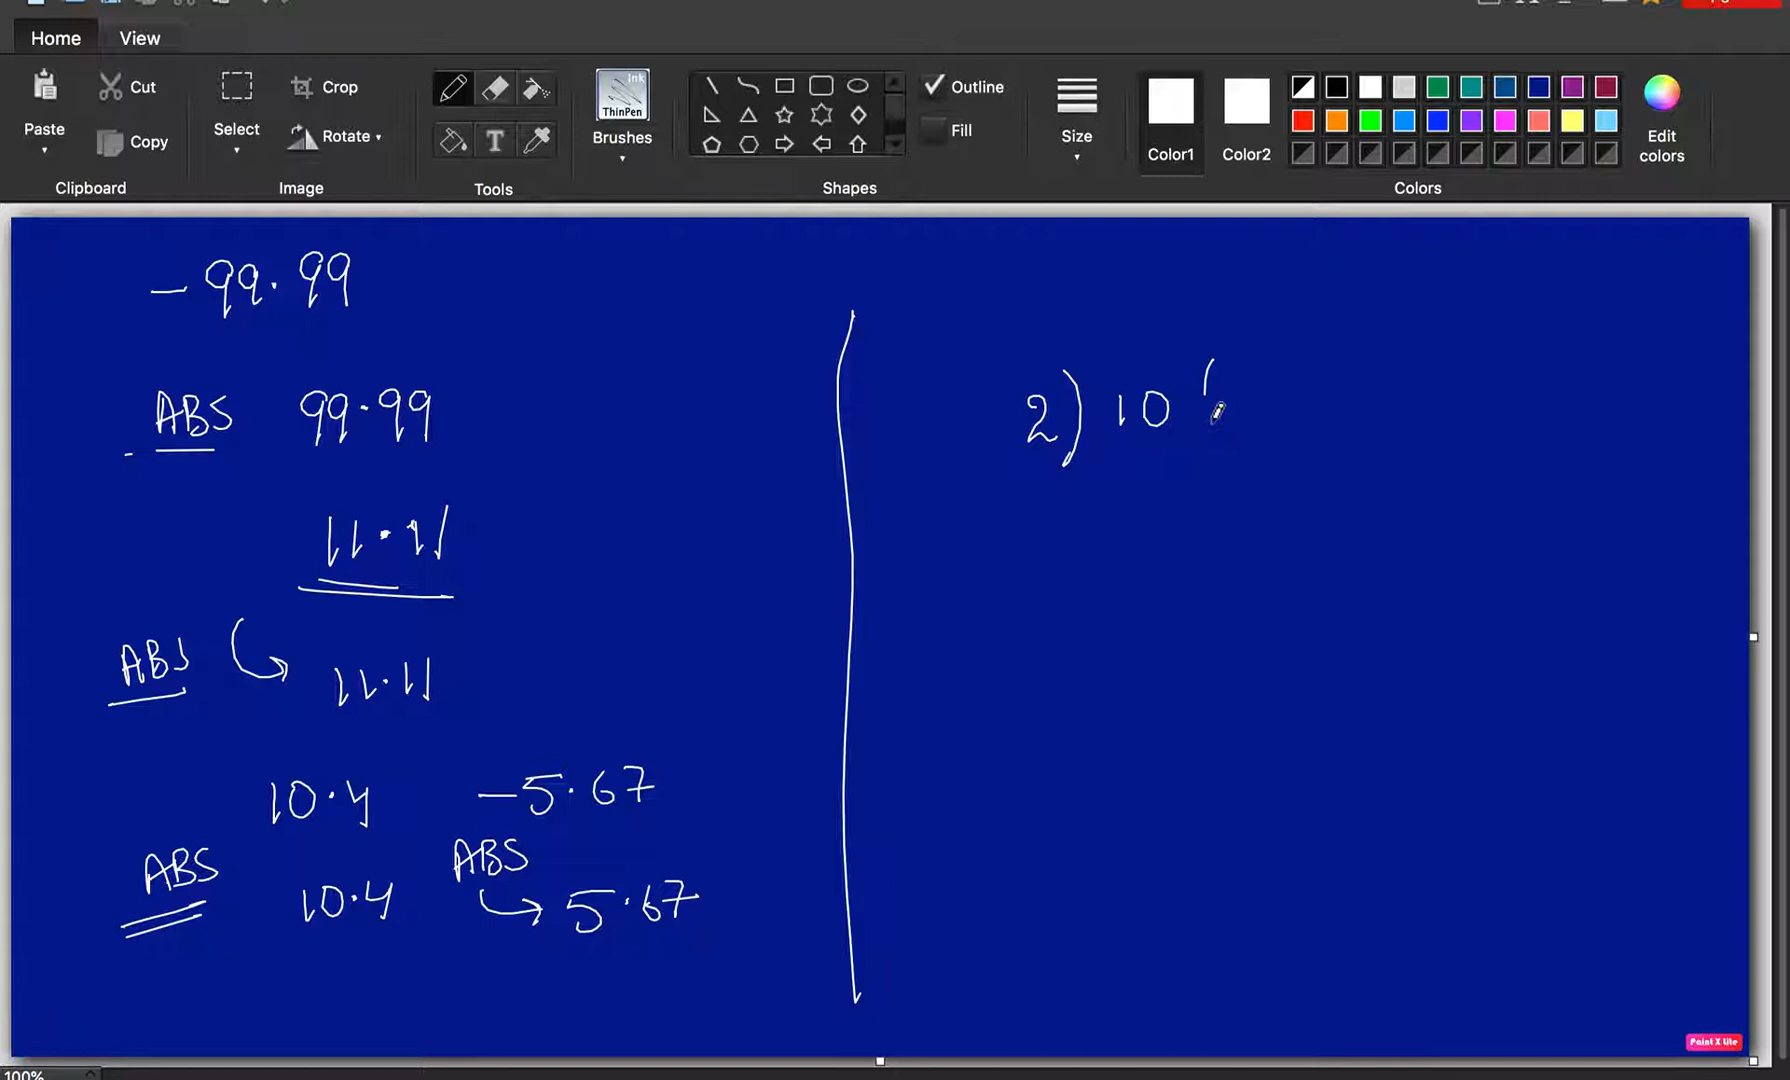 Home View
Paste Cut Copy Select Crop Rotate Ink ThinPen Brushes Outline Fill Size Color1 Color2 Edit colors
Clipboard Image Tools Shapes Colors
- 99.99
ABS 99.99
11.11
ABS 11.11
10.4 -5.67
ABS 10.4 ABS 5.67
2) 10
Paint X Lite
100%